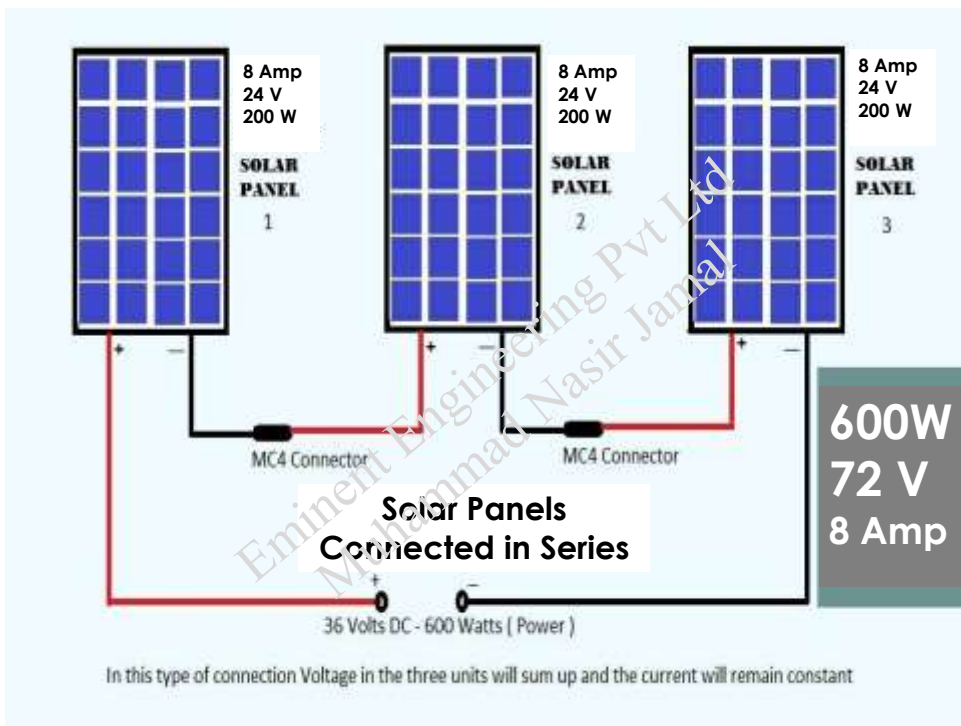 8 Amp
24 V
200 W
SOLAR
PANEL
1
8 Amp
24 V
200 W
SOLAR
PANEL
2
8 Amp
24 V
200 W
SOLAR
PANEL
3
+ —
+ —
+ —
MC4 Connector
MC4 Connector
600W
72 V
8 Amp
Eminent Engineering Pvt Ltd
Muhammad Nasir Jamal
Solar Panels
Connected in Series
+ −
36 Volts DC - 600 Watts ( Power )
In this type of connection Voltage in the three units will sum up and the current will remain constant